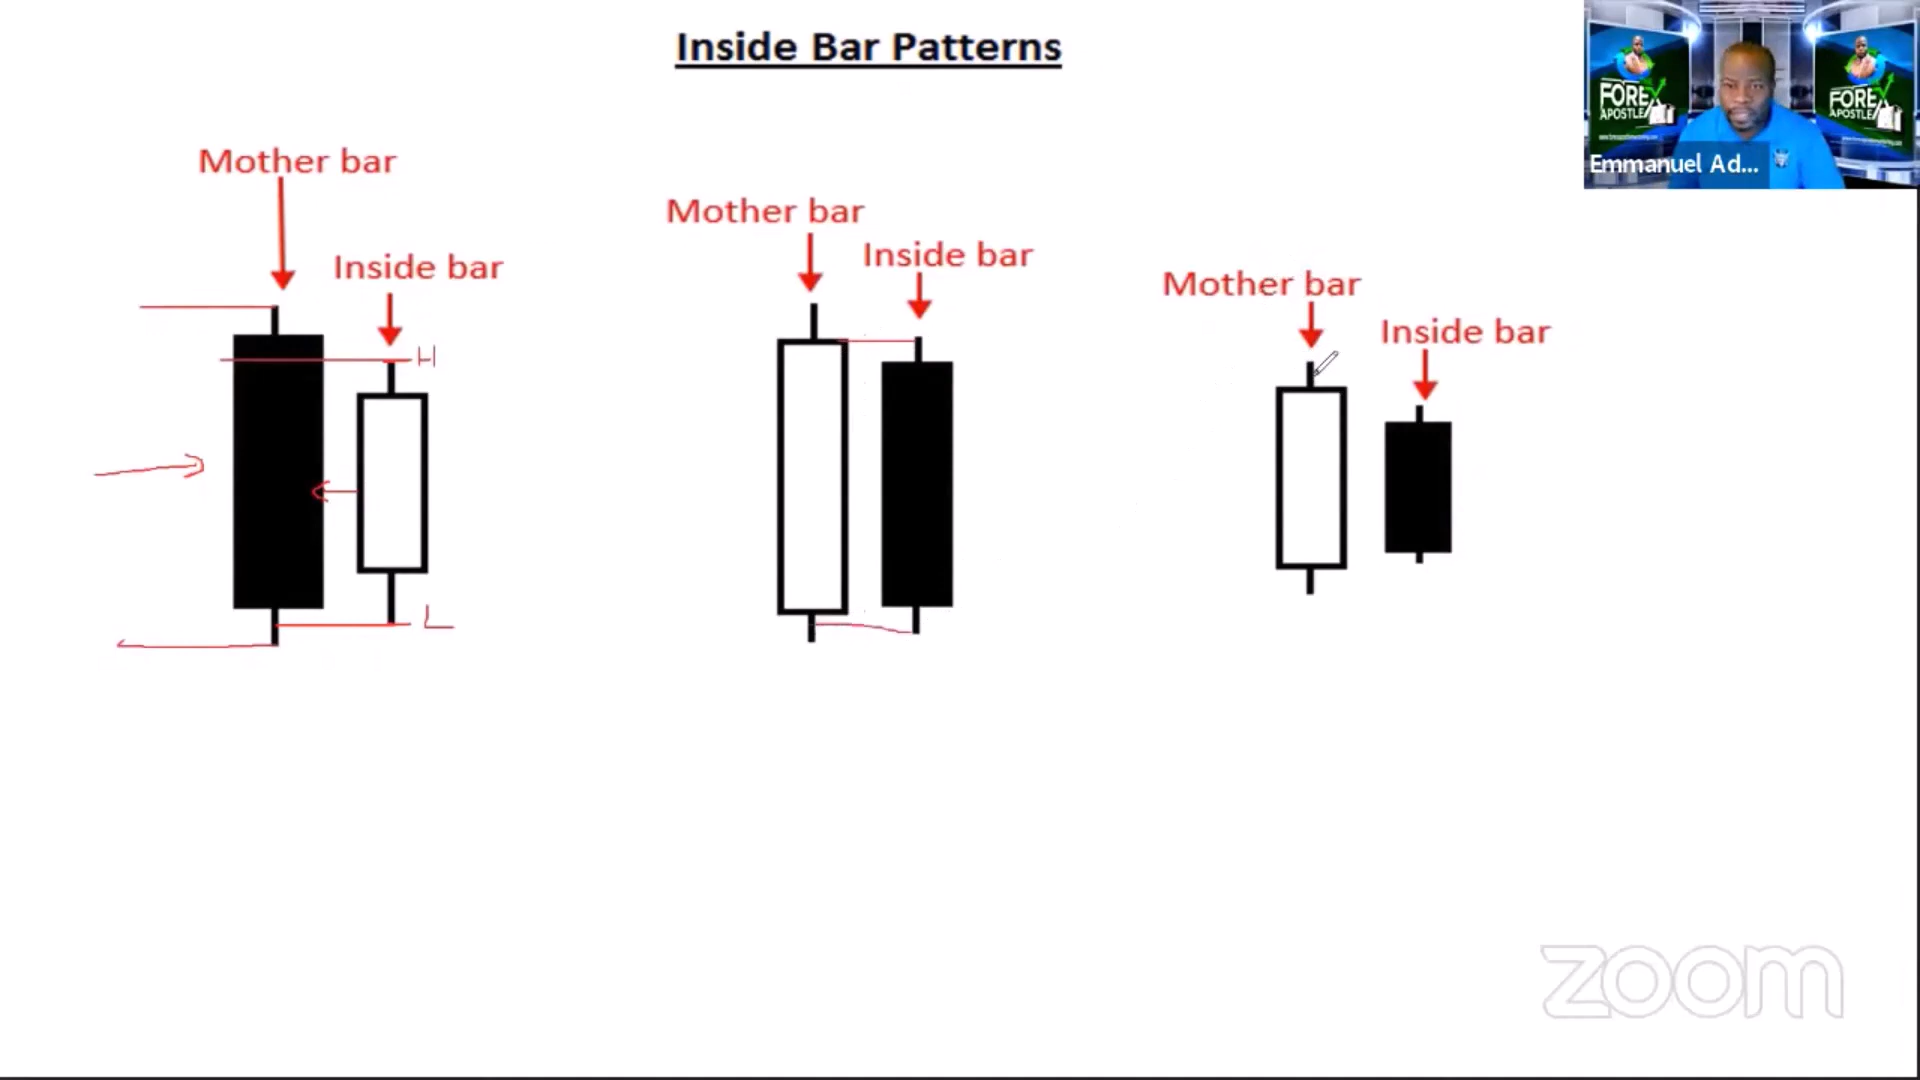 Inside Bar Patterns
FOREX
APOSTLE
FOREX
APOSTLE
Emmanuel Ad...
Mother bar
Inside bar
H
L
Mother bar
Inside bar
Mother bar
Inside bar
zoom